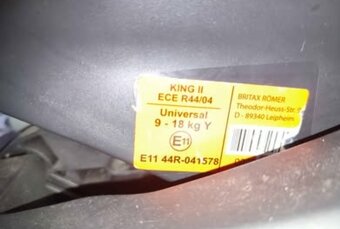 KING II
ECE R44/04
Universal
9 - 18 kg Y
E11
E11 44R-041578
BRITAX RÖMER
Theodor-Heuss-Str.
D - 89340 Leipheim